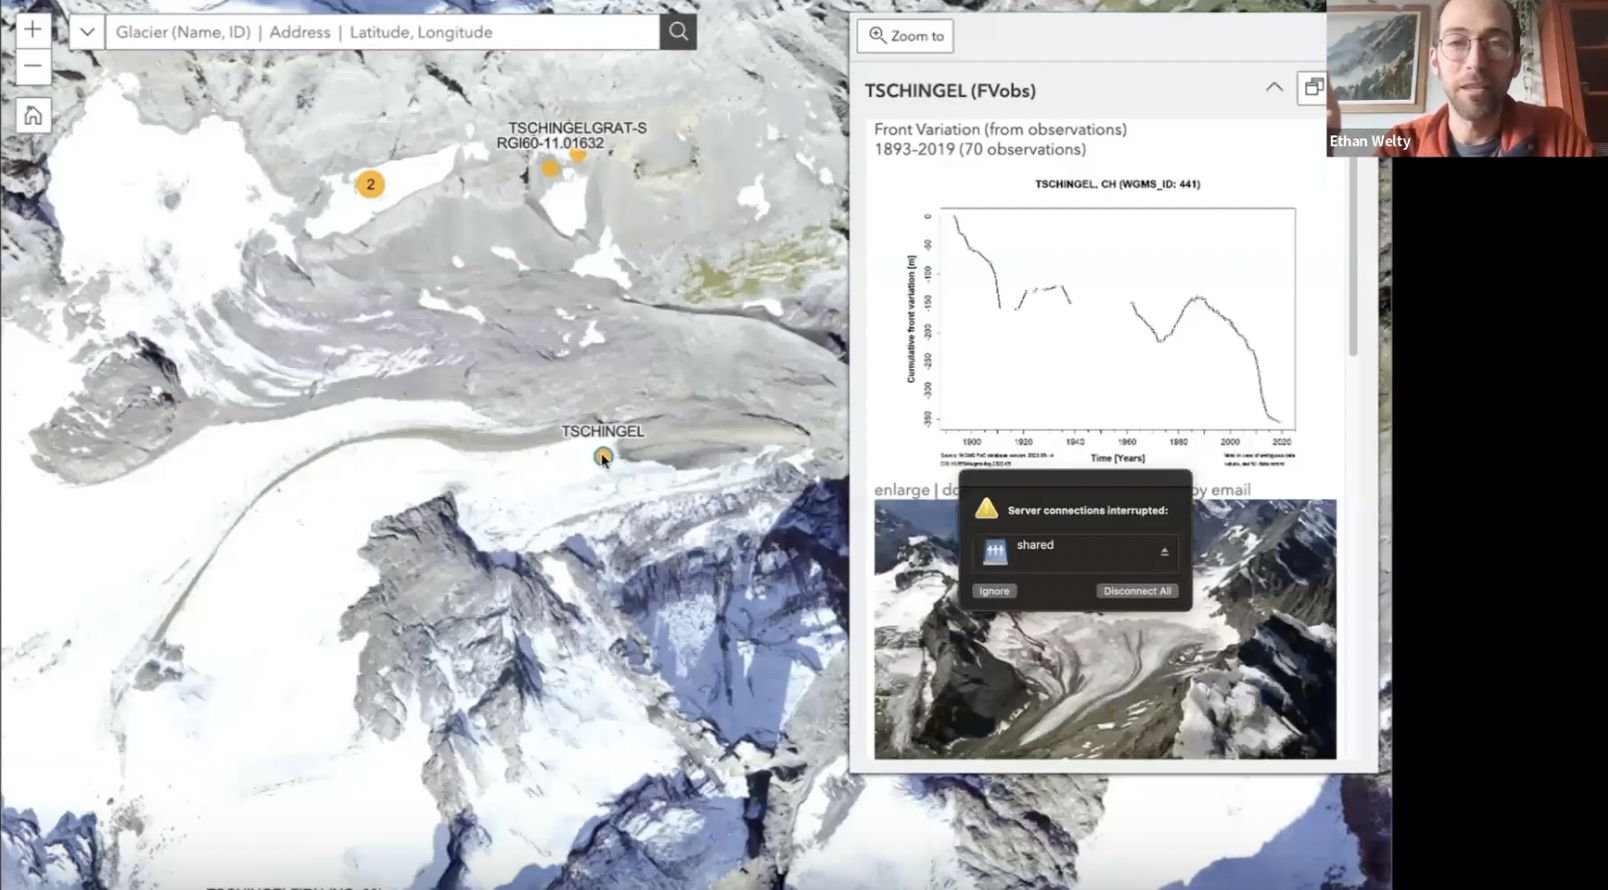 +
Glacier (Name, ID) | Address | Latitude, Longitude
−
TSCHINGELGRAT-S
RGI60-11.01632
2
TSCHINGEL
Zoom to
TSCHINGEL (FVobs)
Front Variation (from observations)
1893-2019 (70 observations)
TSCHINGEL, CH (WGMS_ID: 441)
Cumulative front variation [m]
0
-50
-100
-150
-200
-250
-300
-350
1900
1920
1940
1960
1980
2000
2020
Time [Years]
enlarge | do
by email
Server connections interrupted:
shared
Ignore
Disconnect All
Ethan Welty